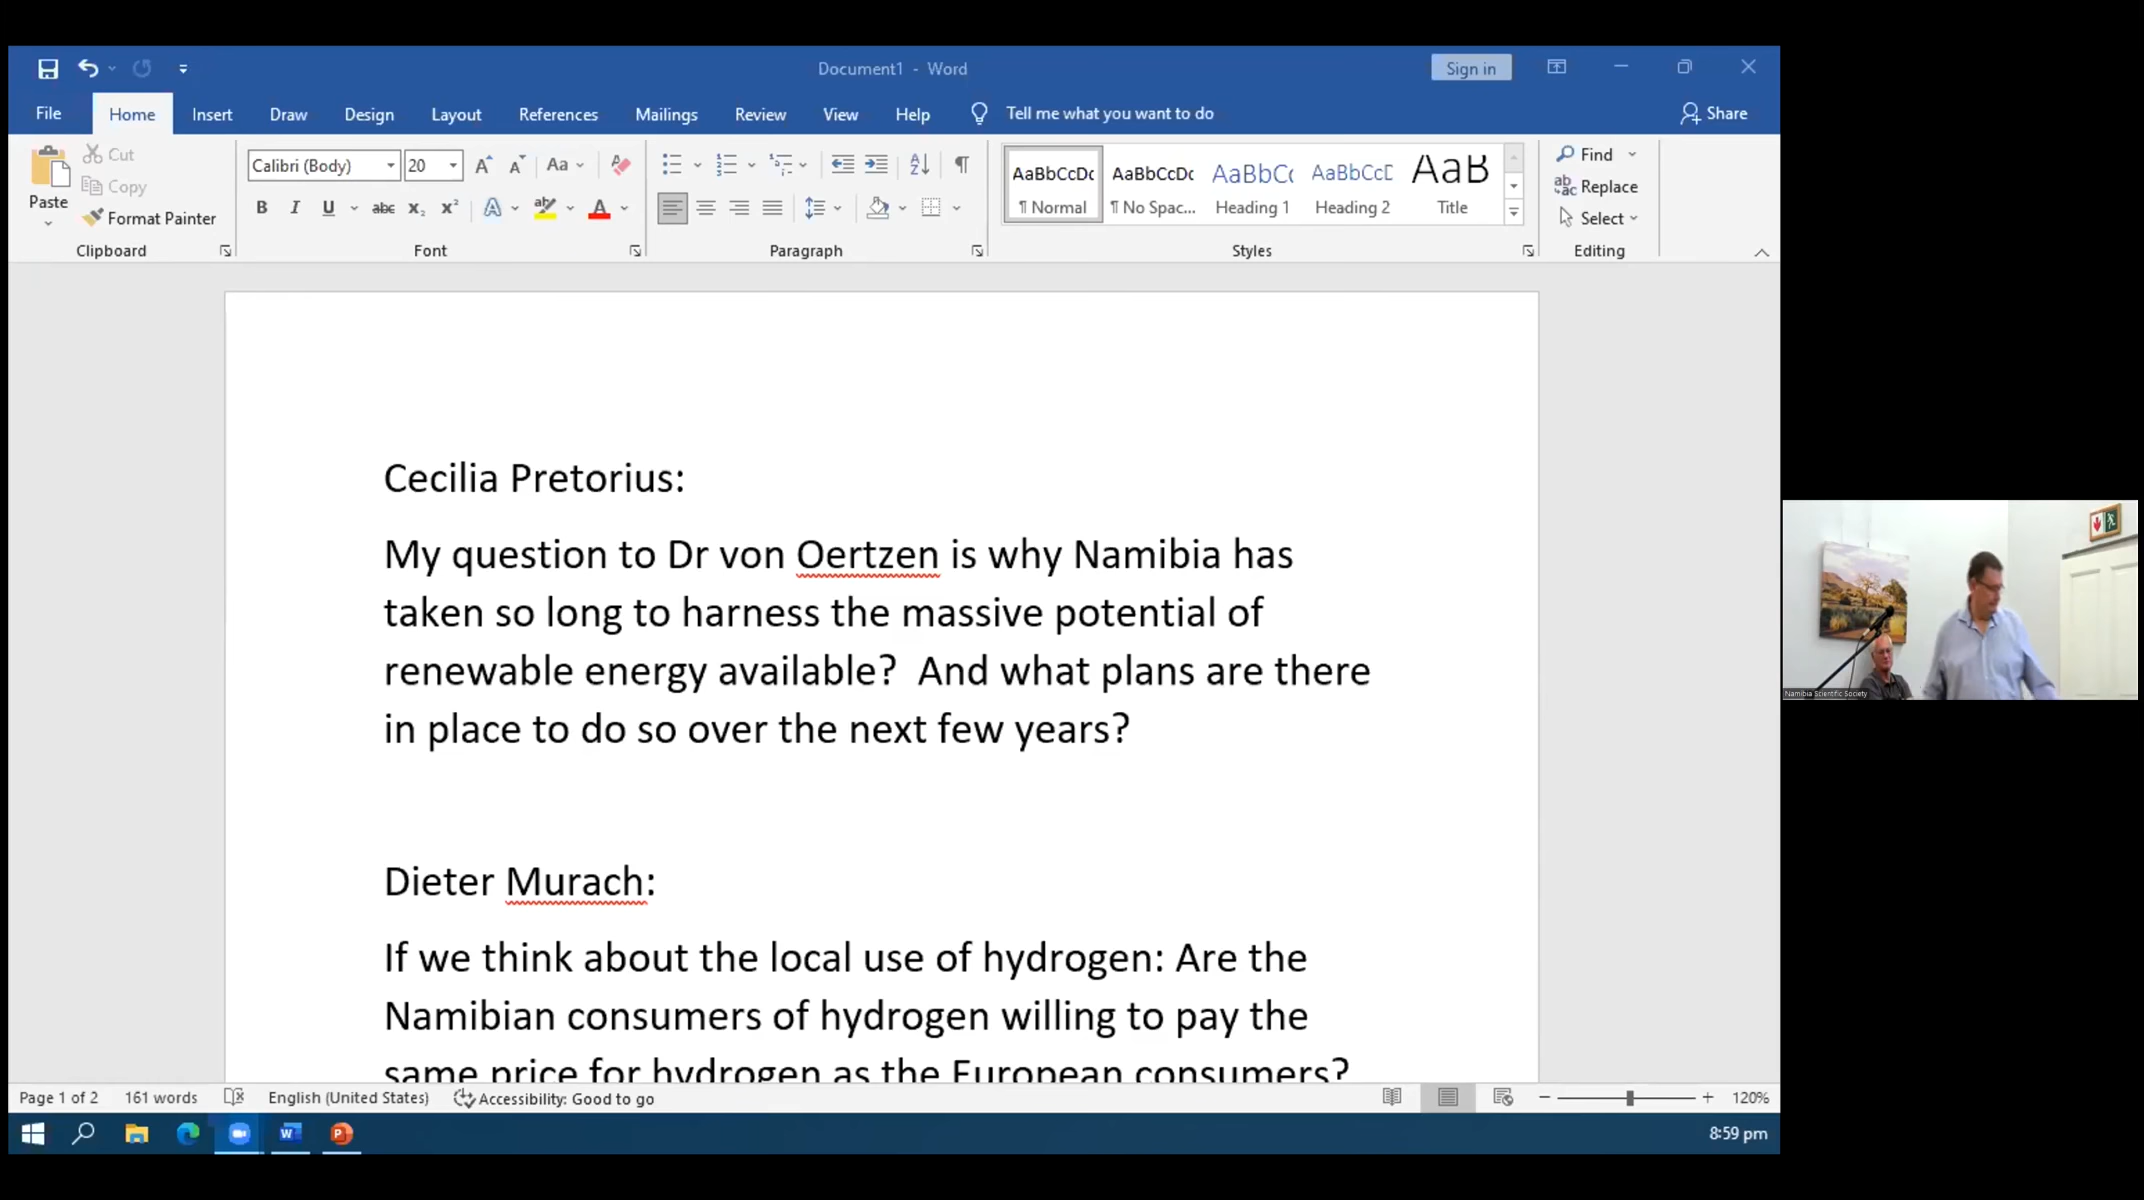 Document1 - Word
Sign in
File Home Insert Draw Design Layout References Mailings Review View Help Tell me what you want to do Share
Paste
Cut
Copy
Format Painter
Clipboard
Calibri (Body) 20
Font
Paragraph
AaBbCcDc AaBbCcDc AaBbCc AaBbCcD AaB
¶ Normal ¶ No Spac... Heading 1 Heading 2 Title
Styles
Find
Replace
Select
Editing
Cecilia Pretorius:
My question to Dr von Oertzen is why Namibia has
taken so long to harness the massive potential of
renewable energy available? And what plans are there
in place to do so over the next few years?
Dieter Murach:
If we think about the local use of hydrogen: Are the
Namibian consumers of hydrogen willing to pay the
same price for hydrogen as the European consumers?
Namibia Scientific Society
Page 1 of 2 161 words English (United States) Accessibility: Good to go 120%
8:59 pm